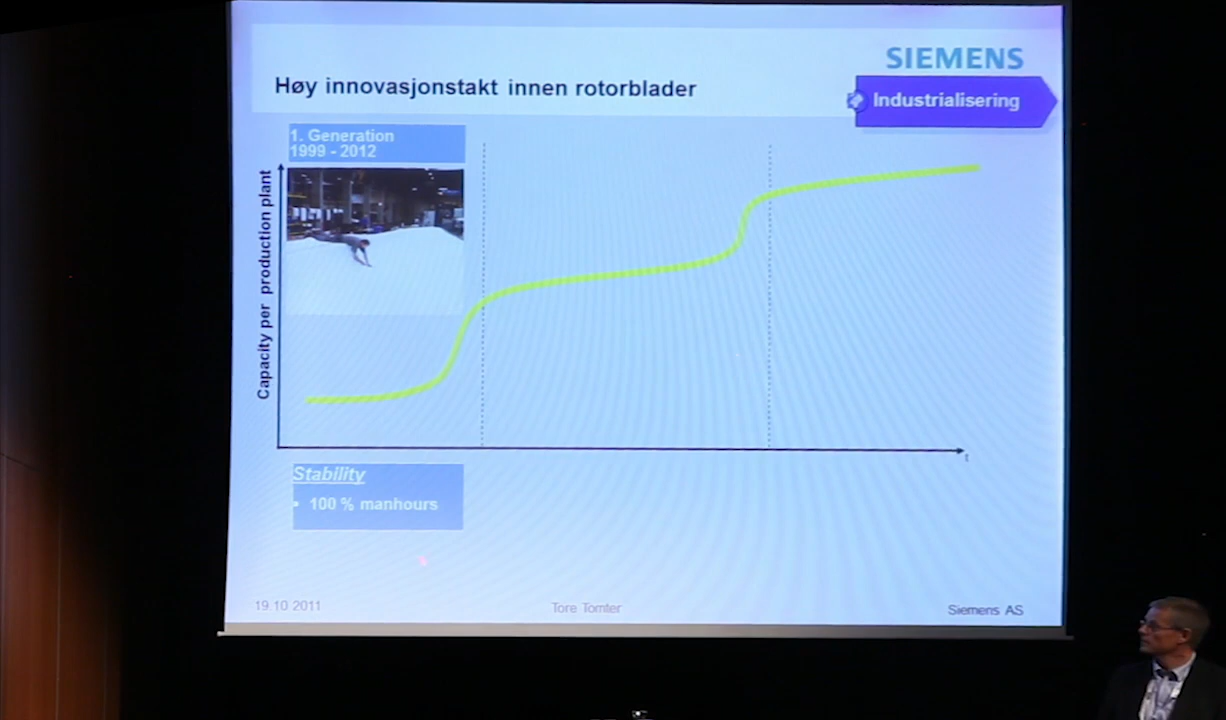 SIEMENS
Høy innovasjonstakt innen rotorblader
Industrialisering
1. Generation
1999 - 2012
Capacity per production plant
t
Stability
• 100 % manhours
19.10.2011
Tore Tomter
Siemens AS